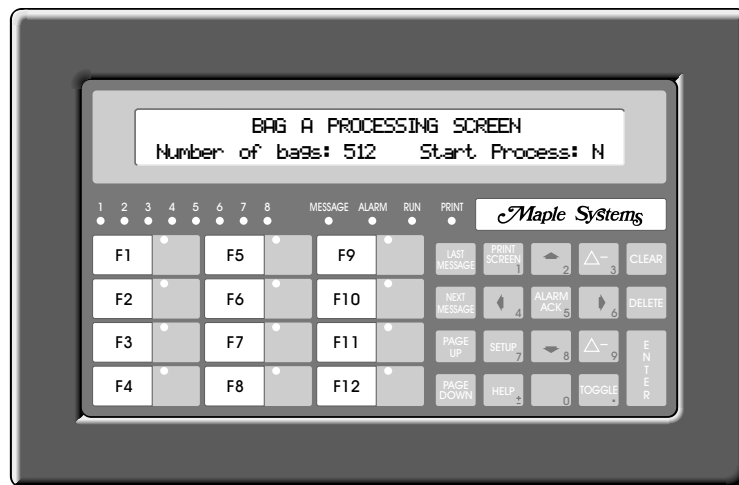 BAG A PROCESSING SCREEN
Number of bags: 512 Start Process: N
1 2 3 4 5 6 7 8 MESSAGE ALARM RUN PRINT
Maple Systems
F1 F5 F9
LAST MESSAGE PRINT SCREEN 1 2 – 3 CLEAR
F2 F6 F10
NEXT MESSAGE 4 ALARM ACK 5 6 DELETE
F3 F7 F11
PAGE UP SETUP 7 8 – 9 ENTER
F4 F8 F12
PAGE DOWN HELP ± 0 TOGGLE .